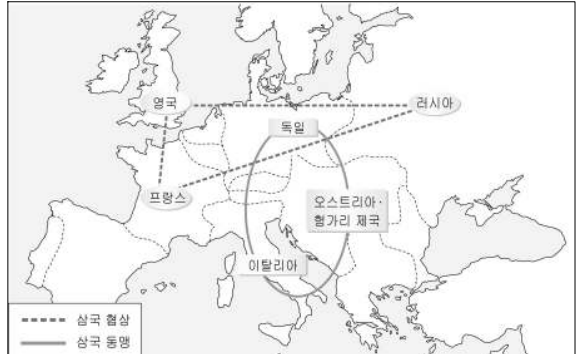 영국
러시아
독일
프랑스
오스트리아·
헝가리 제국
이탈리아
삼국 협상
삼국 동맹